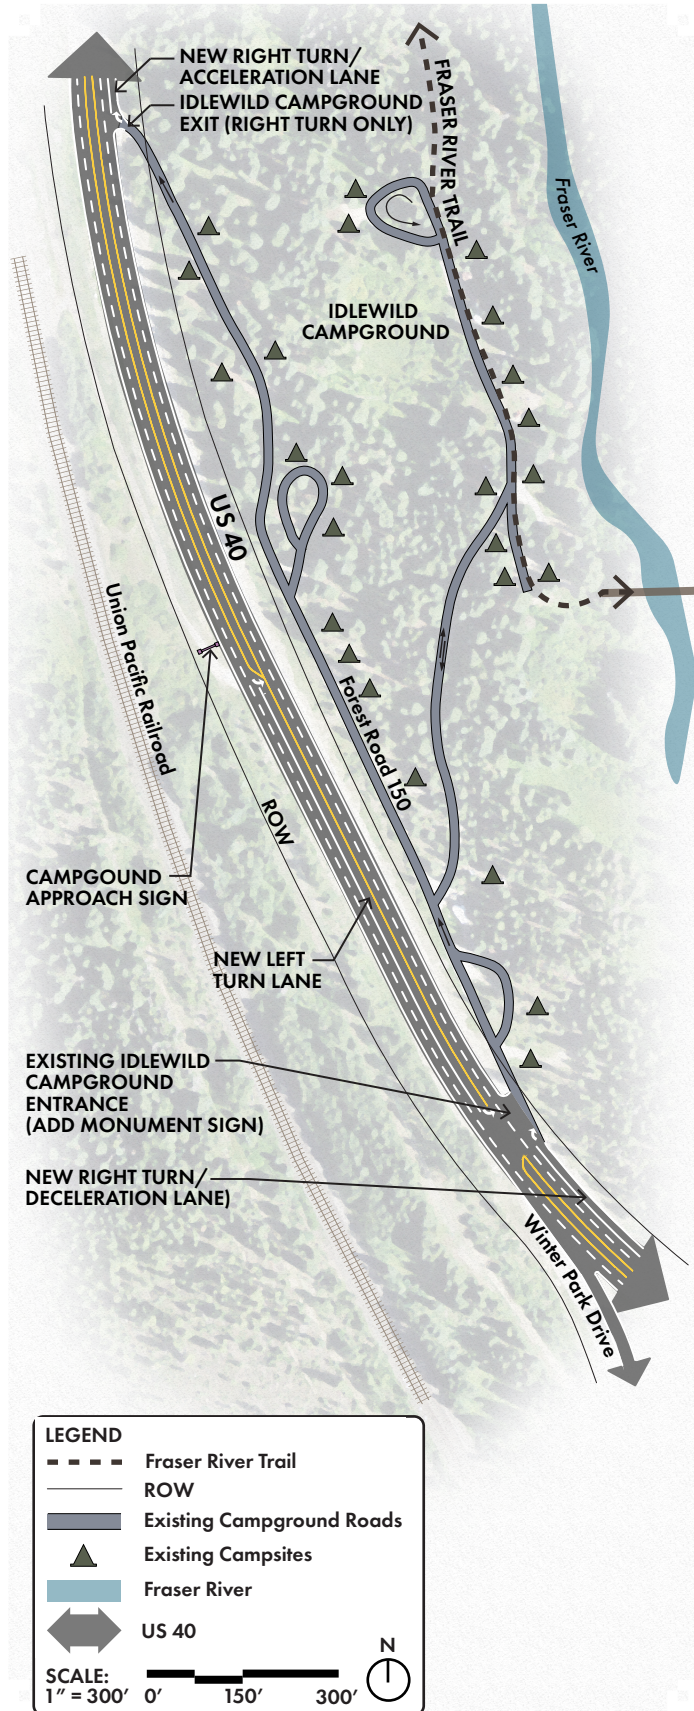 NEW RIGHT TURN/
ACCELERATION LANE
IDLEWILD CAMPGROUND
EXIT (RIGHT TURN ONLY)
FRASER RIVER TRAIL
Fraser River
IDLEWILD
CAMPGROUND
US 40
Union Pacific Railroad
Forest Road 150
ROW
CAMPGOUND
APPROACH SIGN
NEW LEFT
TURN LANE
EXISTING IDLEWILD
CAMPGROUND
ENTRANCE
(ADD MONUMENT SIGN)
NEW RIGHT TURN/
DECELERATION LANE)
Winter Park Drive
LEGEND
Fraser River Trail
ROW
Existing Campground Roads
Existing Campsites
Fraser River
US 40
N
SCALE:
1" = 300' 0' 150' 300'